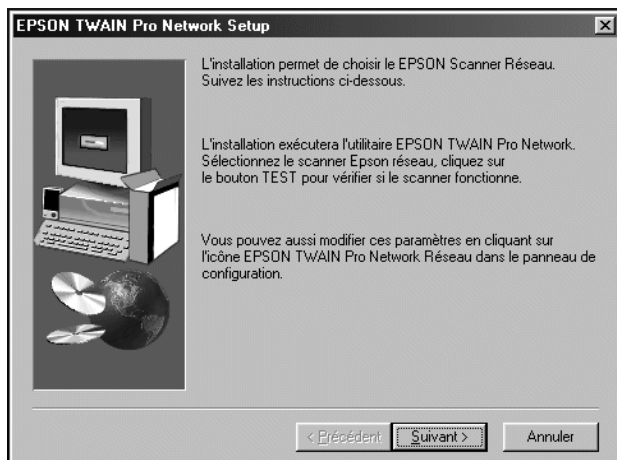 EPSON TWAIN Pro Network Setup
L'installation permet de choisir le EPSON Scanner Réseau.
Suivez les instructions ci-dessous.
L'installation exécutera l'utilitaire EPSON TWAIN Pro Network.
Sélectionnez le scanner Epson réseau, cliquez sur
le bouton TEST pour vérifier si le scanner fonctionne.
Vous pouvez aussi modifier ces paramètres en cliquant sur
l'icône EPSON TWAIN Pro Network Réseau dans le panneau de
configuration.
< Précédent
Suivant >
Annuler